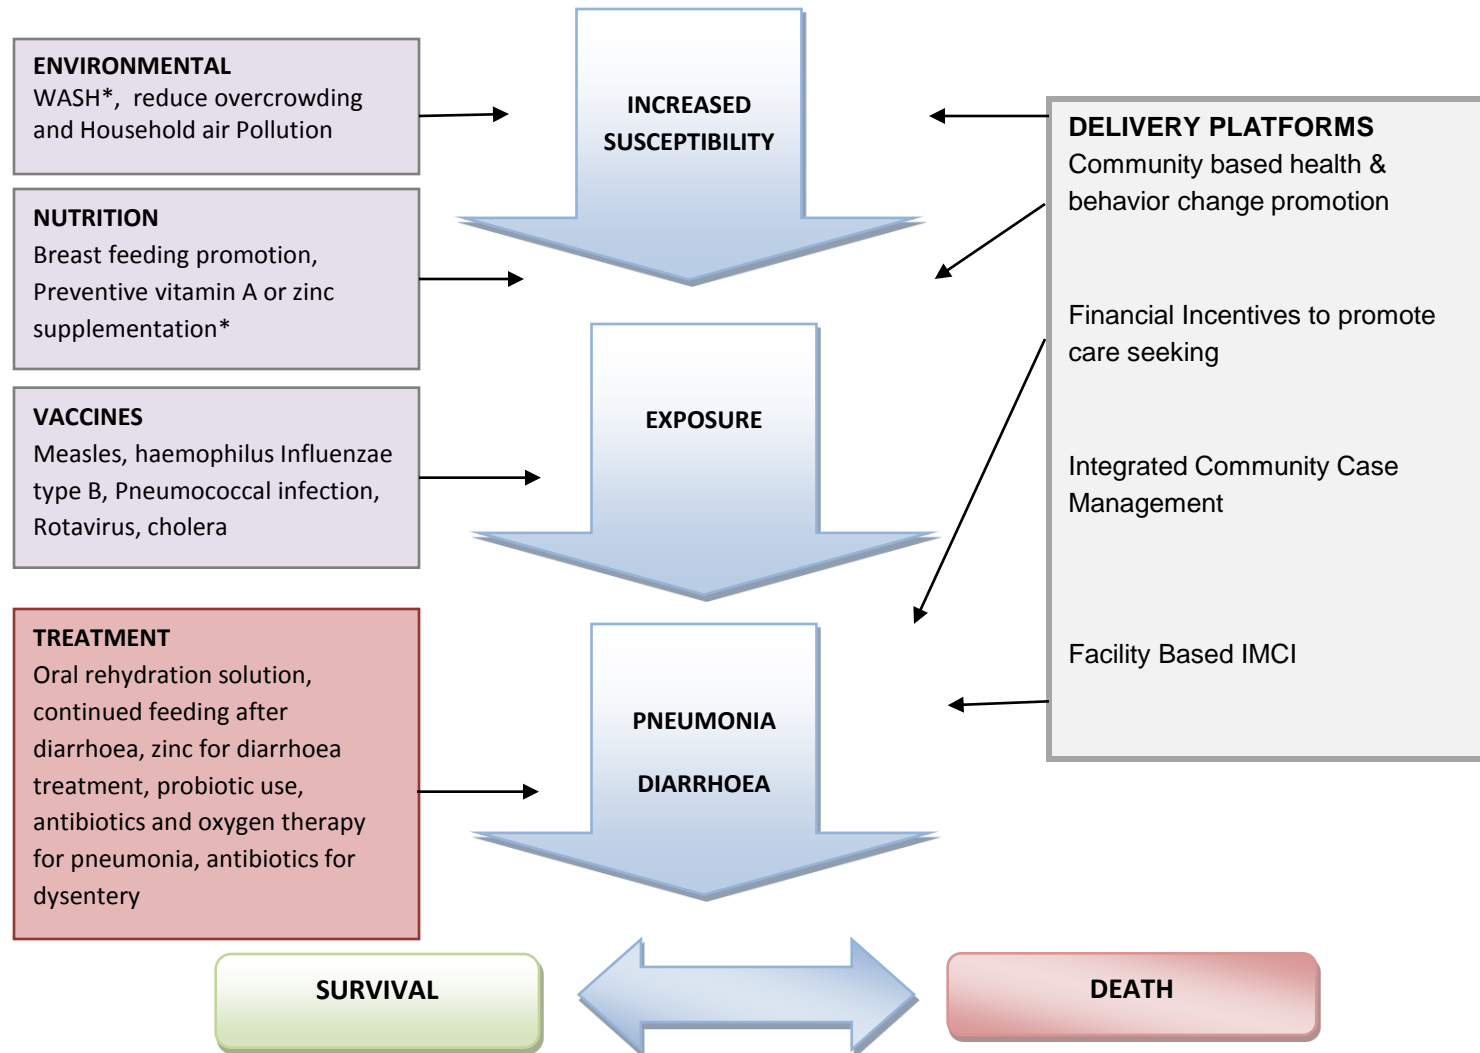 ENVIRONMENTAL
WASH*, reduce overcrowding
and Household air Pollution
NUTRITION
Breast feeding promotion,
Preventive vitamin A or zinc
supplementation*
VACCINES
Measles, haemophilus Influenzae
type B, Pneumococcal infection,
Rotavirus, cholera
TREATMENT
Oral rehydration solution,
continued feeding after
diarrhoea, zinc for diarrhoea
treatment, probiotic use,
antibiotics and oxygen therapy
for pneumonia, antibiotics for
dysentery
INCREASED
SUSCEPTIBILITY
EXPOSURE
PNEUMONIA
DIARRHOEA
DELIVERY PLATFORMS
Community based health &
behavior change promotion
Financial Incentives to promote
care seeking
Integrated Community Case
Management
Facility Based IMCI
SURVIVAL
DEATH